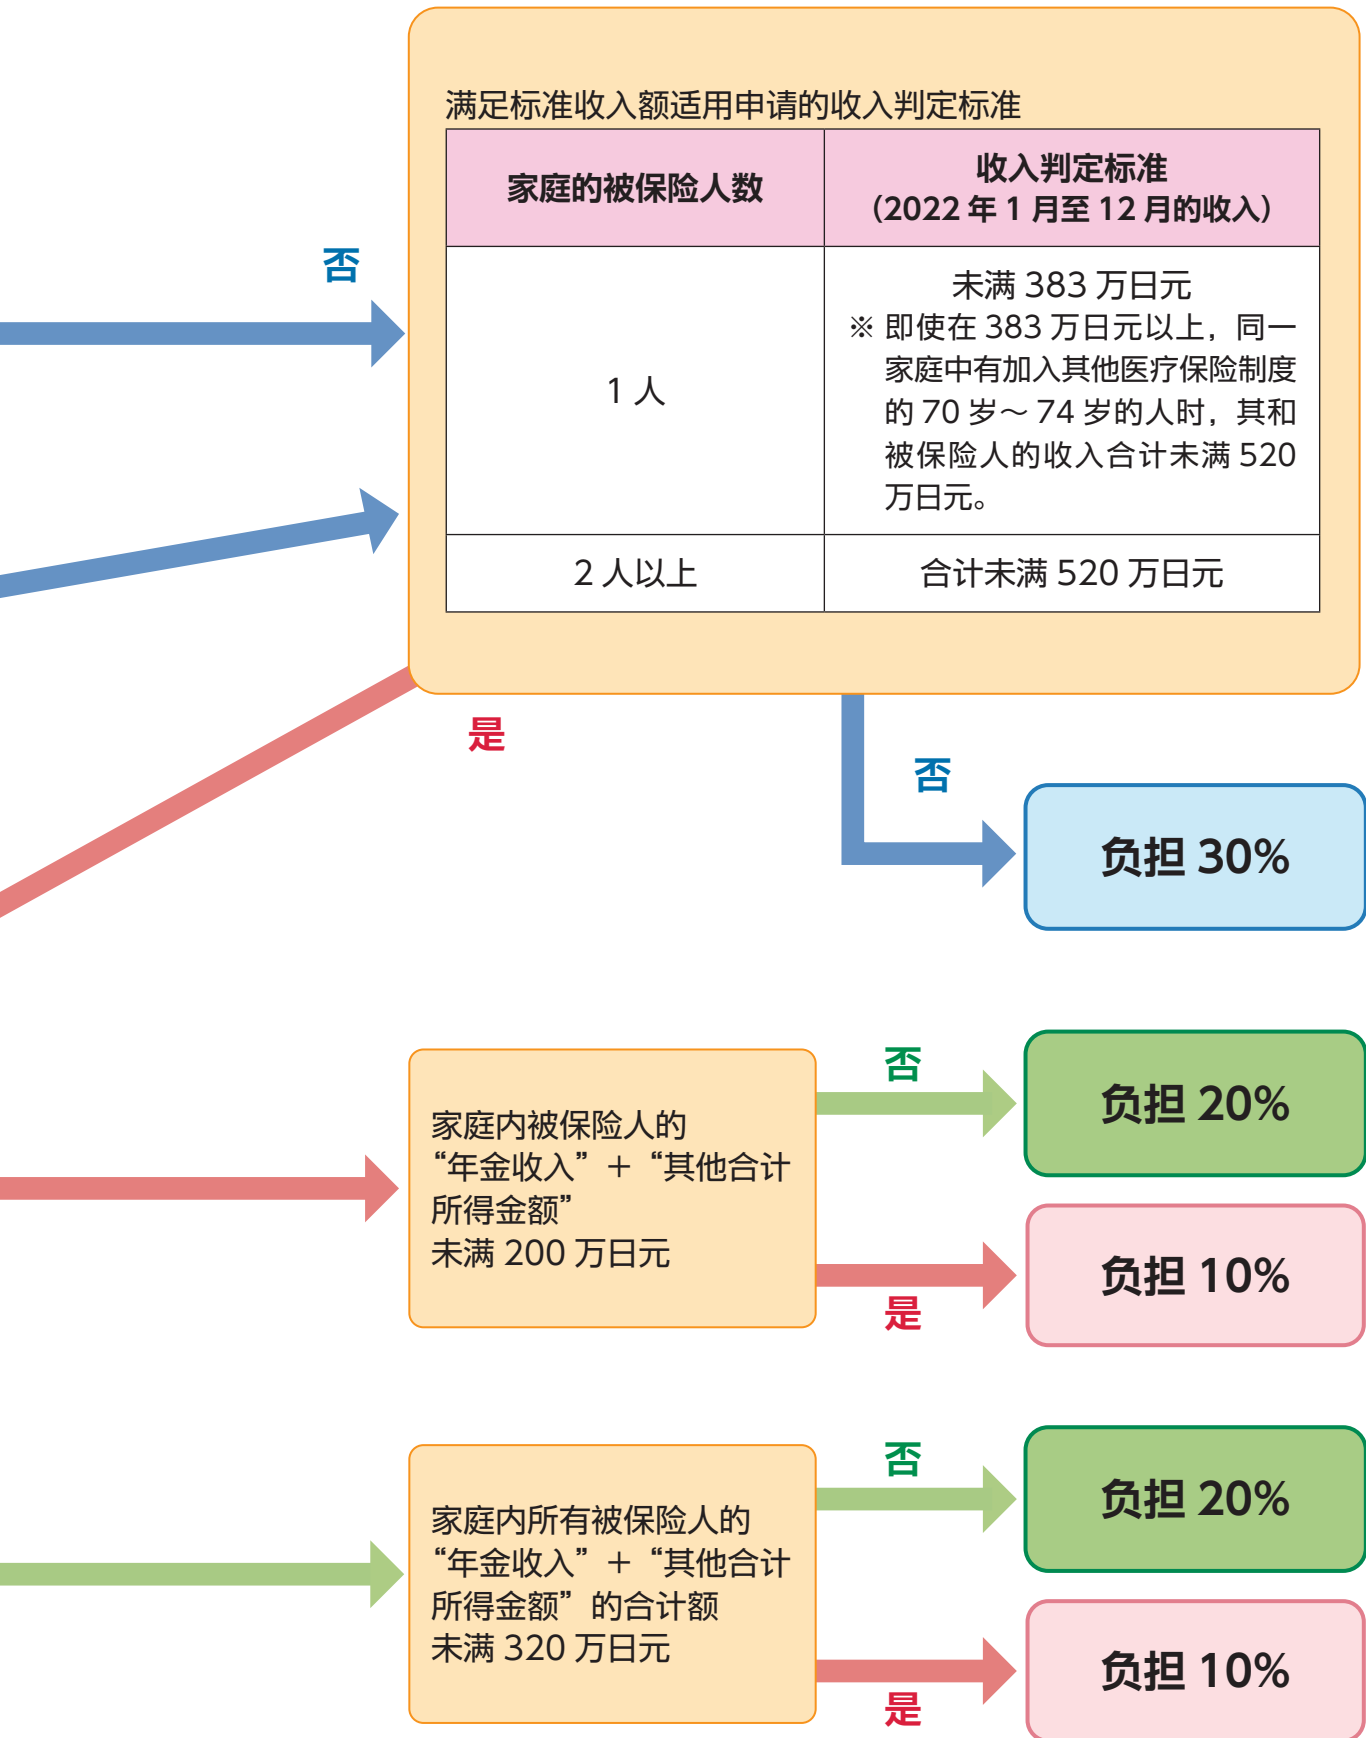 满足标准收入额适用申请的收入判定标准
家庭的被保险人数
收入判定标准
（2022 年 1 月至 12 月的收入）
1 人
未满 383 万日元
※ 即使在 383 万日元以上，同一
家庭中有加入其他医疗保险制度
的 70 岁～ 74 岁的人时，其和
被保险人的收入合计未满 520
万日元。
2 人以上
合计未满 520 万日元
否
是
否
负担 30%
家庭内被保险人的
“年金收入”＋“其他合计
所得金额”
未满 200 万日元
否
负担 20%
是
负担 10%
家庭内所有被保险人的
“年金收入”＋“其他合计
所得金额”的合计额
未满 320 万日元
否
负担 20%
是
负担 10%